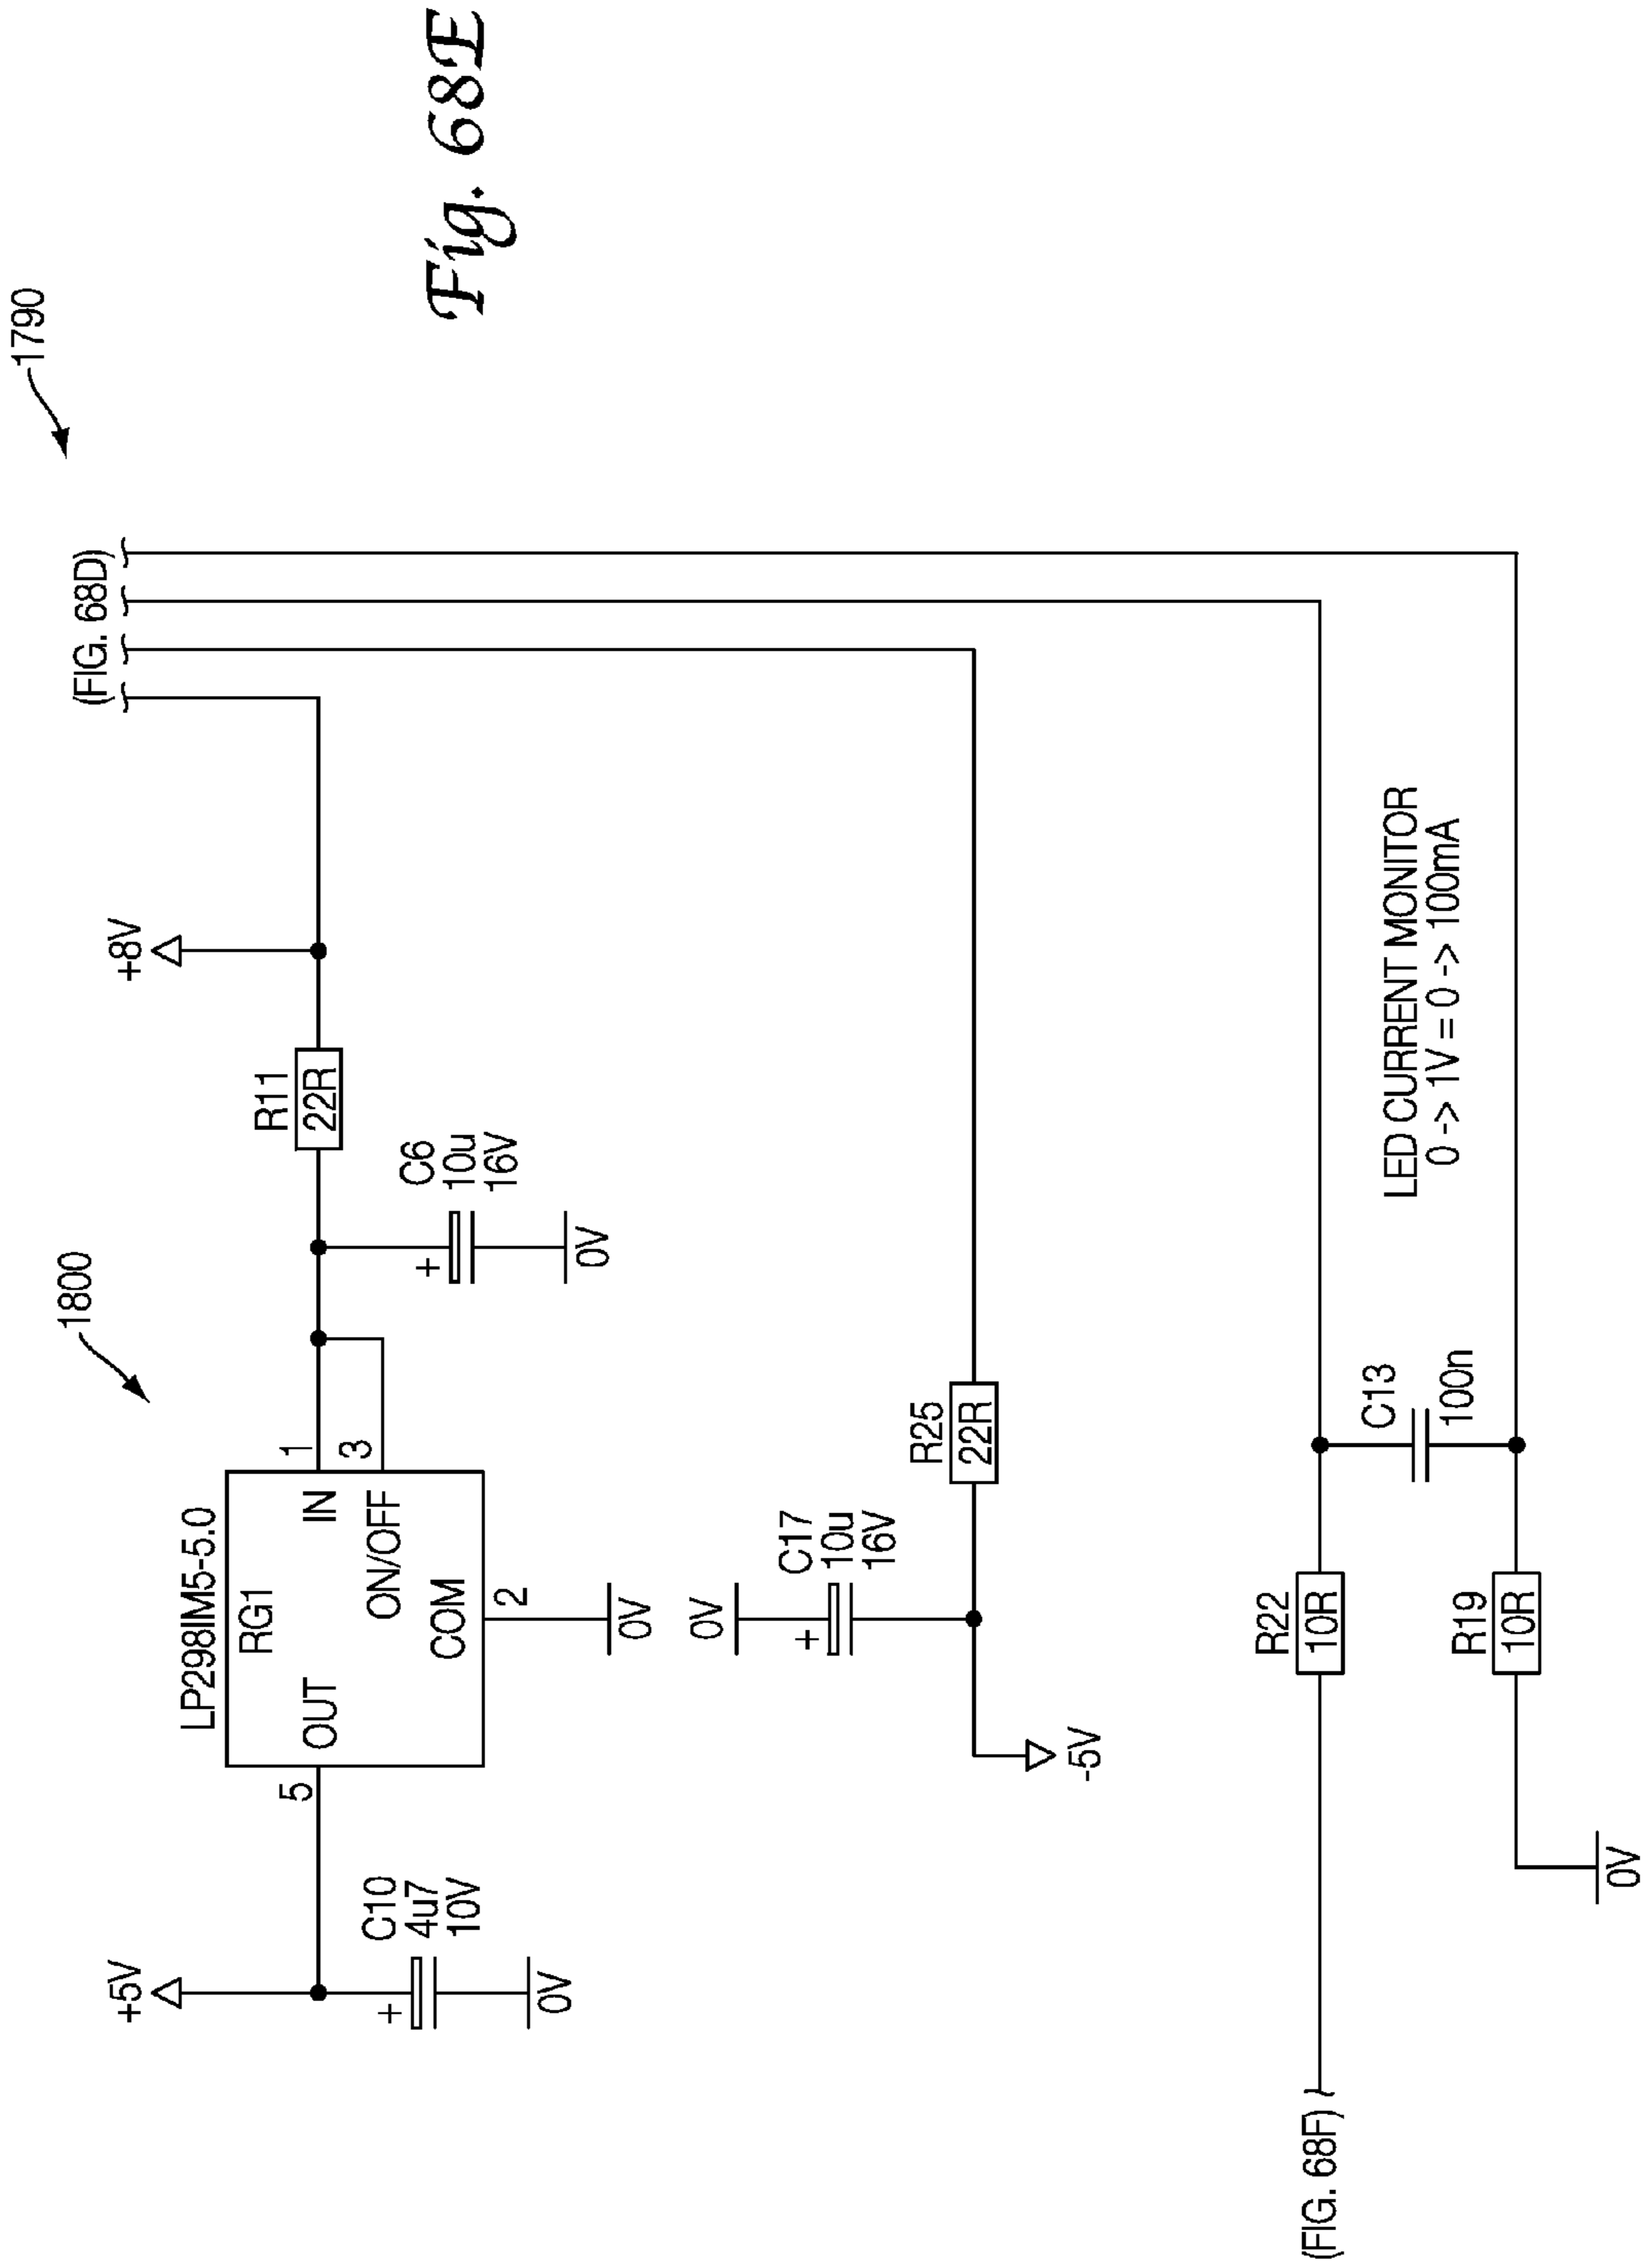 1790
(FIG. 68D)
1800
+5V
+8V
LP298IM5-5.0
RG1
OUT
IN
ON/OFF
COM
5
1
3
2
R11
22R
C10
4u7
10V
0V
0V
C6
10u
16V
0V
0V
C17
10u
16V
R25
22R
-5V
LED CURRENT MONITOR
0 -> 1V = 0 -> 100mA
(FIG. 68F)
R22
10R
C13
100n
R19
10R
0V
Fig. 68E